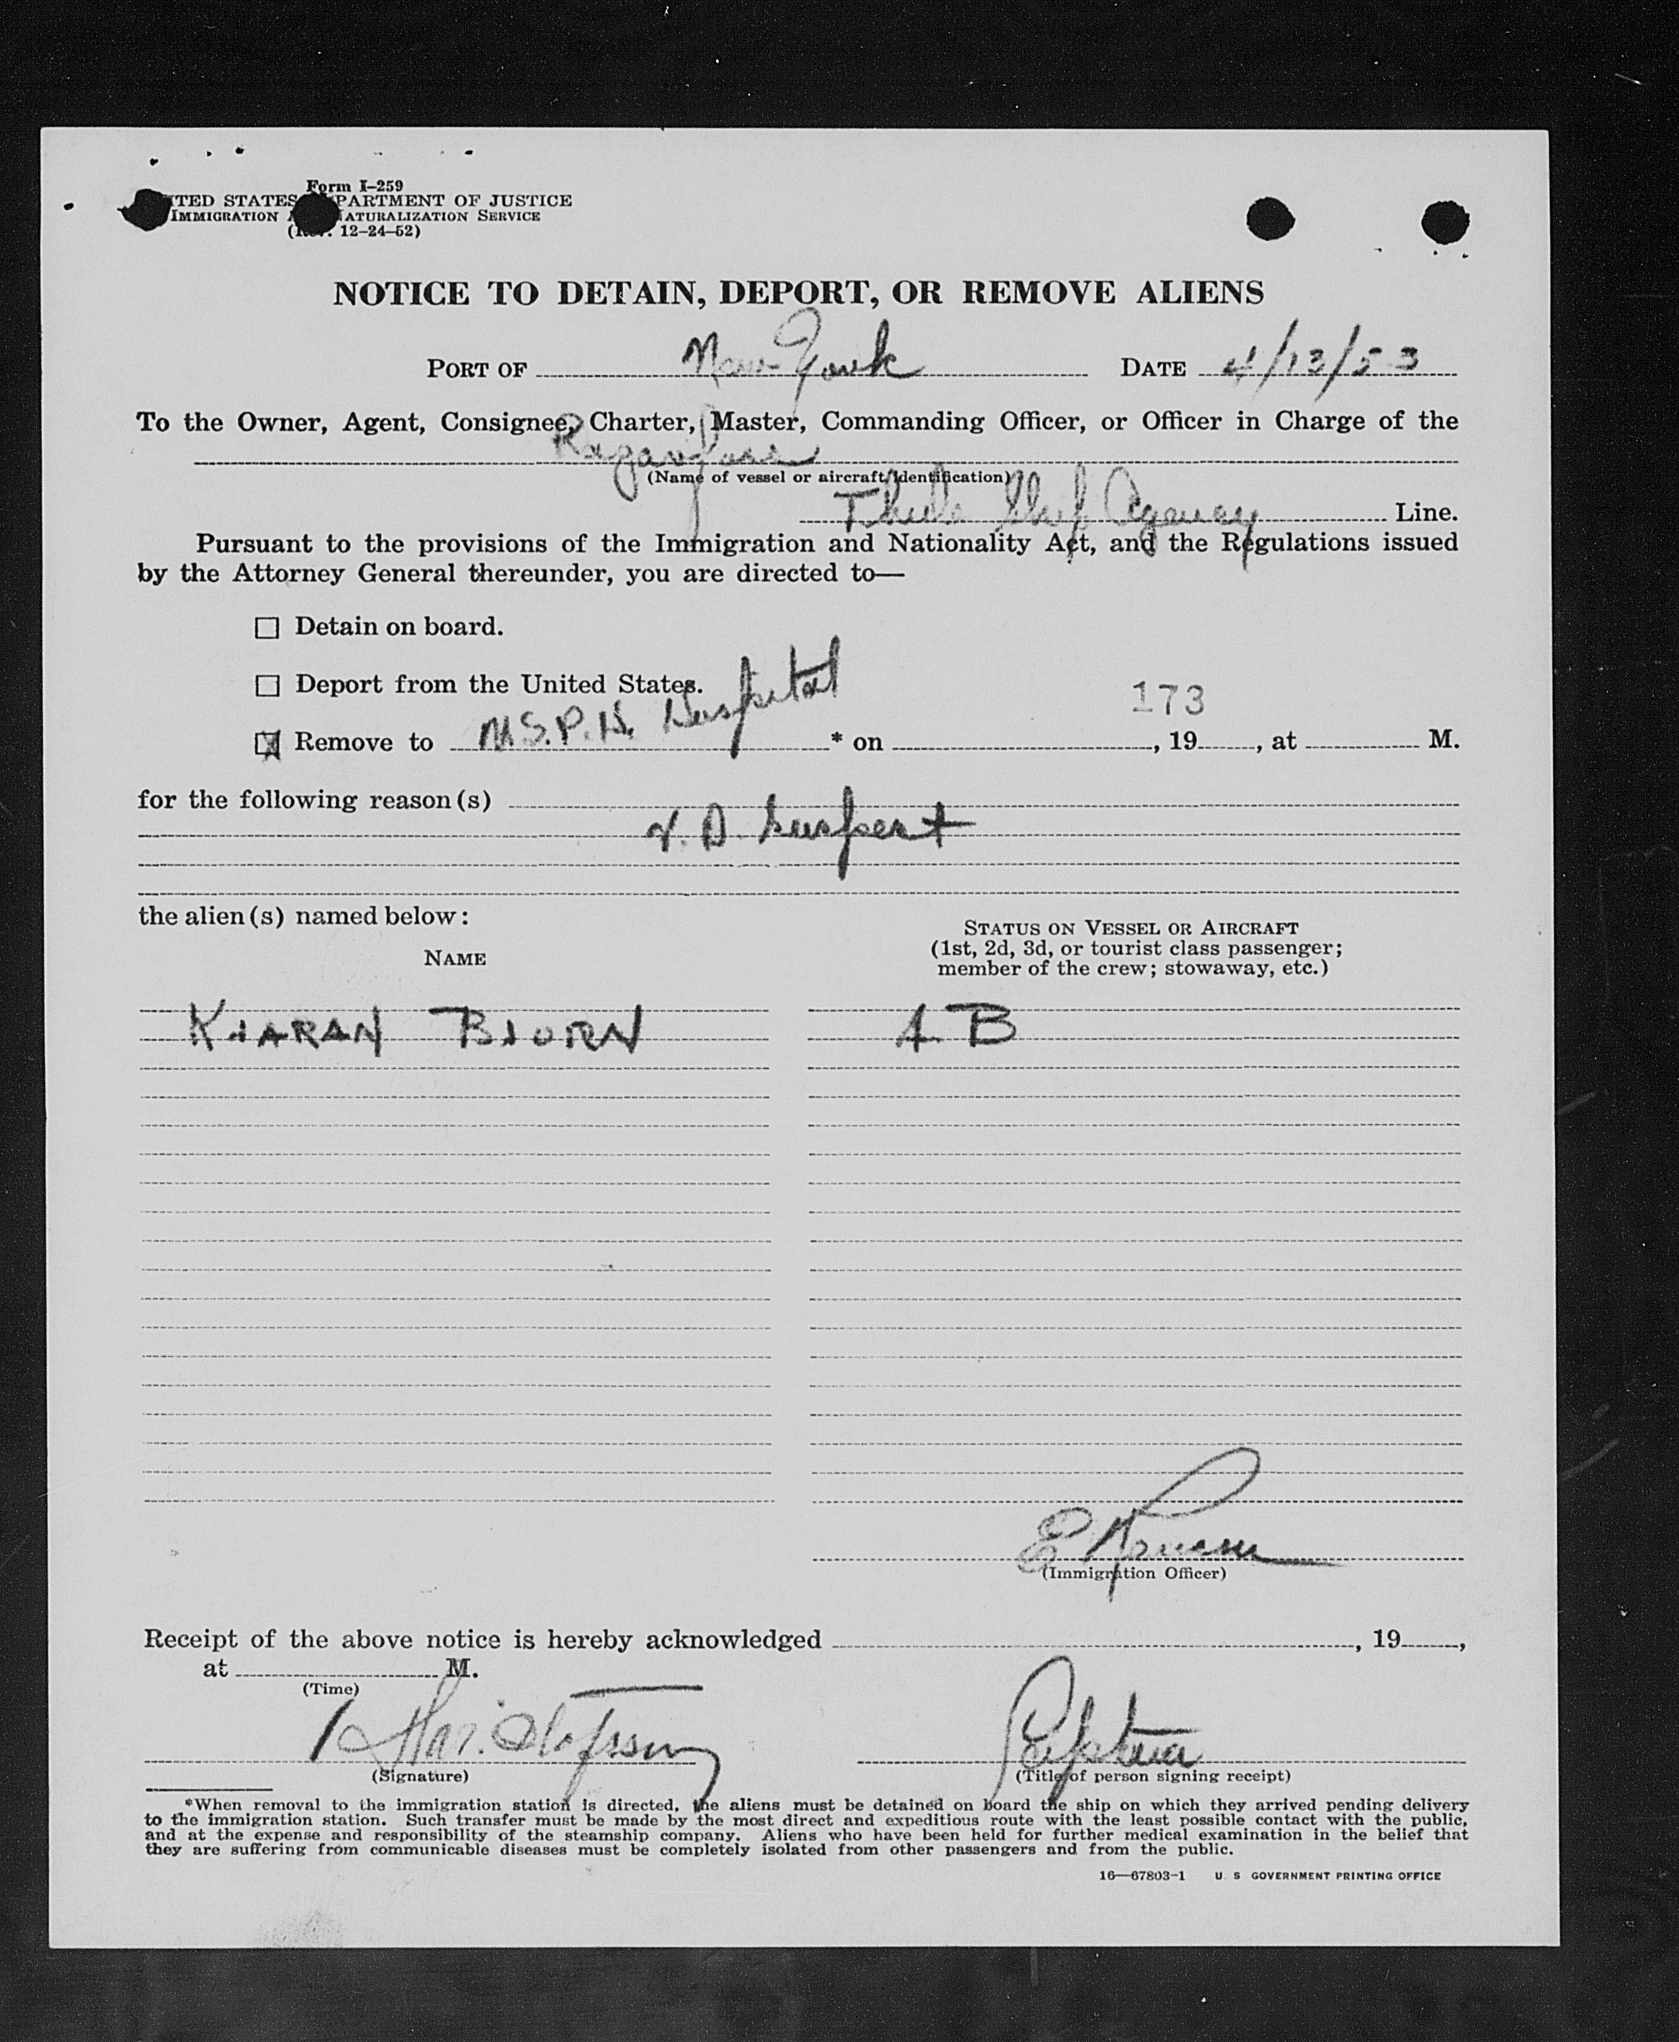 Form I-259
ITED STATES PARTMENT OF JUSTICE
IMMIGRATION NATURALIZATION SERVICE
(Rev. 12-24-52)
NOTICE TO DETAIN, DEPORT, OR REMOVE ALIENS
PORT OF New York DATE 4/13/53
To the Owner, Agent, Consignee, Charter, Master, Commanding Officer, or Officer in Charge of the
(Name of vessel or aircraft identification)
Ship Agency Line.
Pursuant to the provisions of the Immigration and Nationality Act, and the Regulations issued
by the Attorney General thereunder, you are directed to—
Detain on board.
Deport from the United States.
173
Remove to Hospital * on , 19 , at M.
for the following reason(s)
V. D. Suspect
the alien(s) named below:
NAME
STATUS ON VESSEL OR AIRCRAFT
(1st, 2d, 3d, or tourist class passenger;
member of the crew; stowaway, etc.)
KJARAN BJORN A B
(Immigration Officer)
Receipt of the above notice is hereby acknowledged , 19 ,
at M.
(Time)
(Signature) (Title of person signing receipt)
*When removal to the immigration station is directed, the aliens must be detained on board the ship on which they arrived pending delivery
to the immigration station. Such transfer must be made by the most direct and expeditious route with the least possible contact with the public,
and at the expense and responsibility of the steamship company. Aliens who have been held for further medical examination in the belief that
they are suffering from communicable diseases must be completely isolated from other passengers and from the public.
16—67803-1 U. S GOVERNMENT PRINTING OFFICE